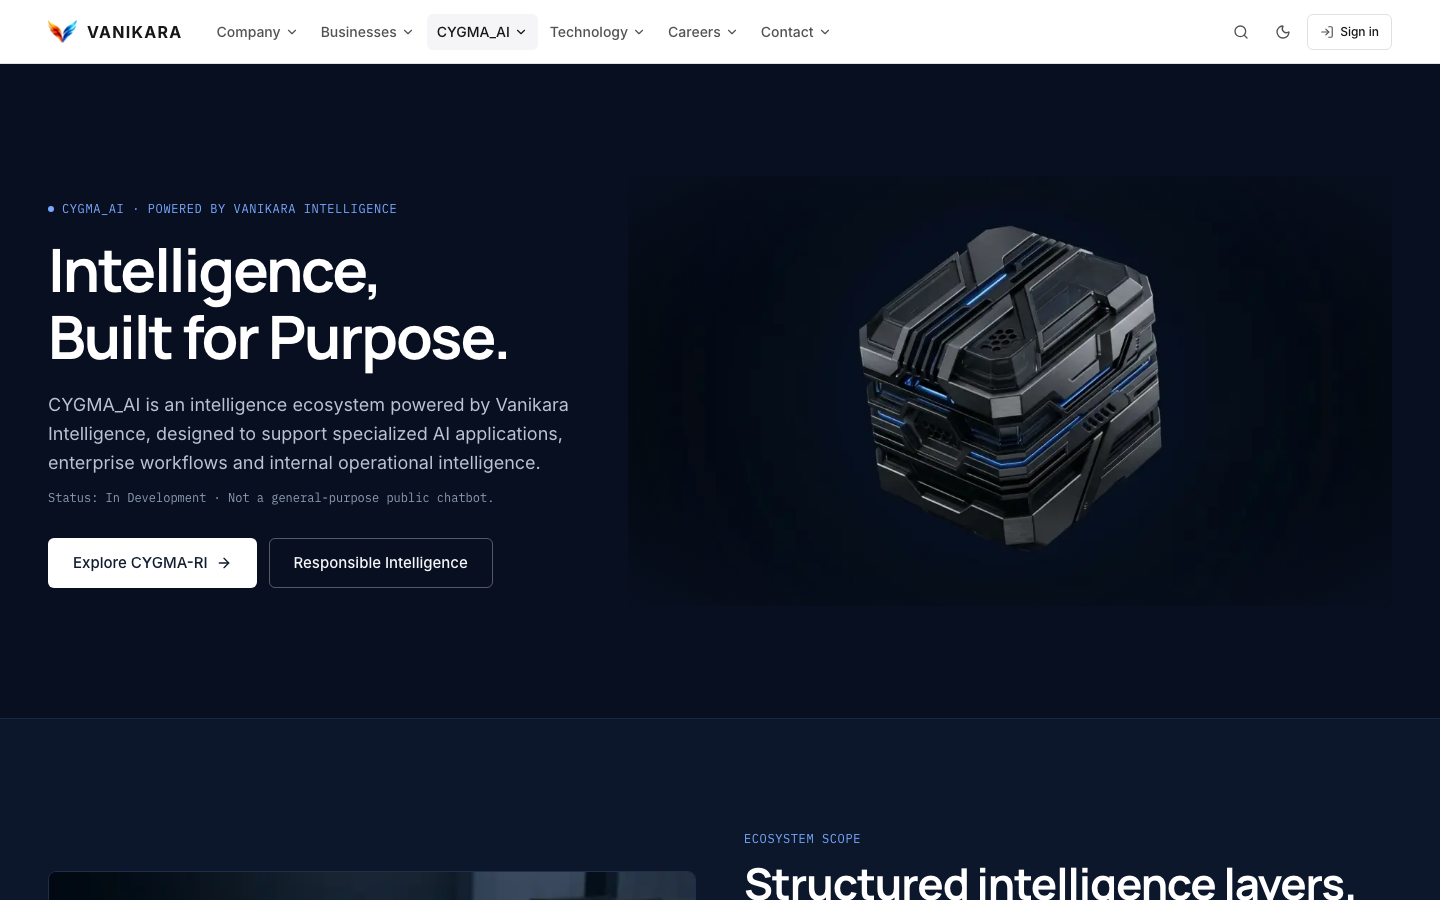 VANIKARA
Company
Businesses
CYGMA_AI
Technology
Careers
Contact
Sign in
CYGMA_AI · POWERED BY VANIKARA INTELLIGENCE
Intelligence,
Built for Purpose.
CYGMA_AI is an intelligence ecosystem powered by Vanikara
Intelligence, designed to support specialized AI applications,
enterprise workflows and internal operational intelligence.
Status: In Development · Not a general-purpose public chatbot.
Explore CYGMA-RI →
Responsible Intelligence
ECOSYSTEM SCOPE
Structured intelligence layers.